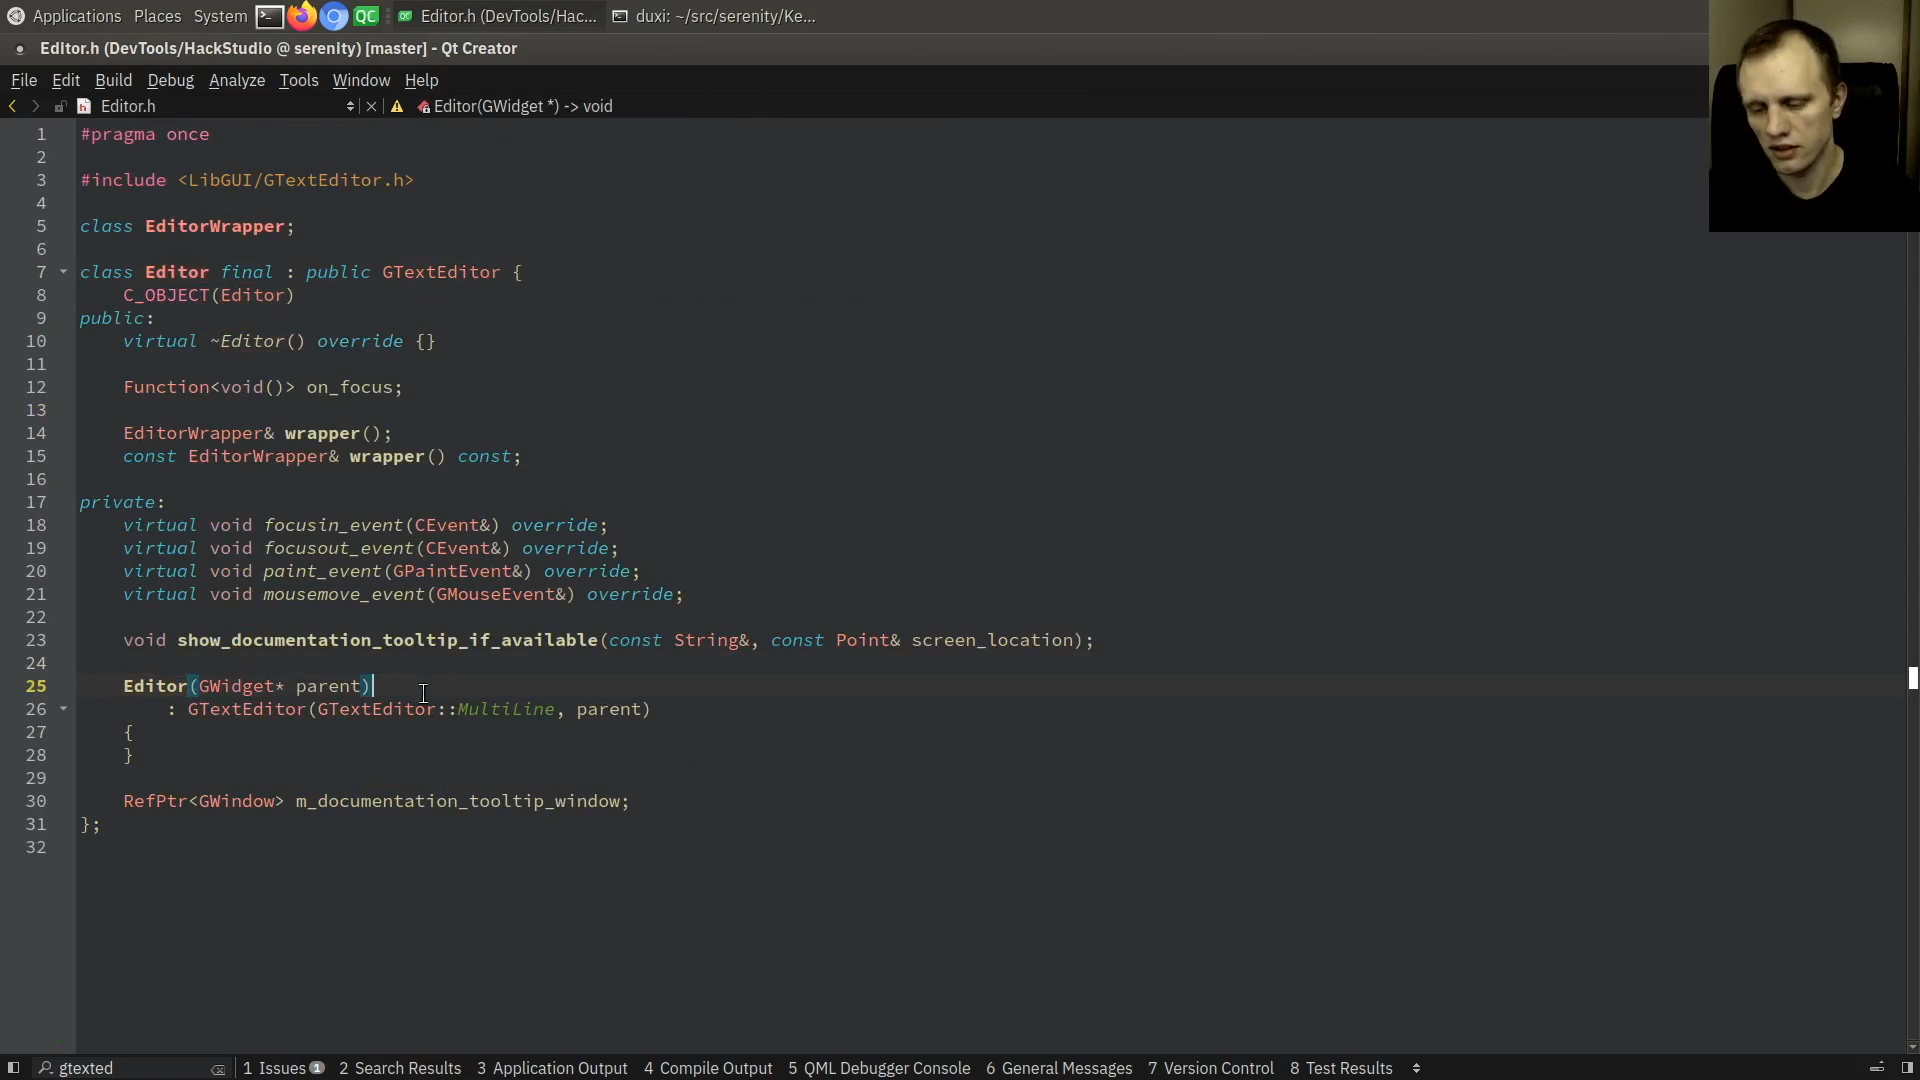 Applications Places System Editor.h (DevTools/Hac... duxi: ~/src/serenity/Ke...
Editor.h (DevTools/HackStudio @ serenity) [master] - Qt Creator
File Edit Build Debug Analyze Tools Window Help
Editor.h Editor(GWidget *) -> void
1 #pragma once
2
3 #include <LibGUI/GTextEditor.h>
4
5 class EditorWrapper;
6
7 class Editor final : public GTextEditor {
8 C_OBJECT(Editor)
9 public:
10 virtual ~Editor() override {}
11
12 Function<void()> on_focus;
13
14 EditorWrapper& wrapper();
15 const EditorWrapper& wrapper() const;
16
17 private:
18 virtual void focusin_event(CEvent&) override;
19 virtual void focusout_event(CEvent&) override;
20 virtual void paint_event(GPaintEvent&) override;
21 virtual void mousemove_event(GMouseEvent&) override;
22
23 void show_documentation_tooltip_if_available(const String&, const Point& screen_location);
24
25 Editor(GWidget* parent)
26 : GTextEditor(GTextEditor::MultiLine, parent)
27 {
28 }
29
30 RefPtr<GWindow> m_documentation_tooltip_window;
31 };
32
gtexted 1 Issues 1 2 Search Results 3 Application Output 4 Compile Output 5 QML Debugger Console 6 General Messages 7 Version Control 8 Test Results